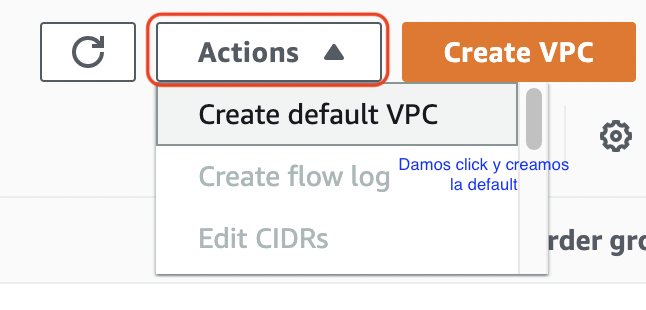 Actions
Create VPC
Create default VPC
Create flow log
Damos click y creamos
la default
Edit CIDRs
rder gro